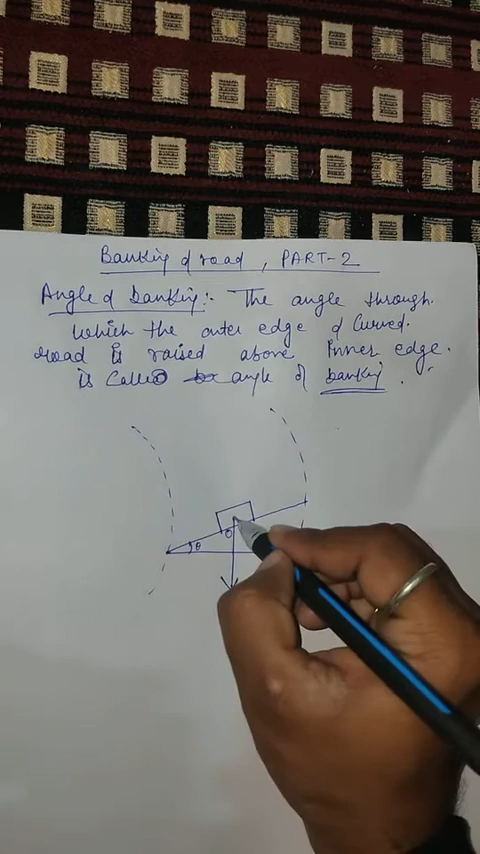 Banking of road, PART-2
Angle of banking:- The angle through
which the outer edge of curved
road is raised above inner edge.
is called angle of banking.
θ